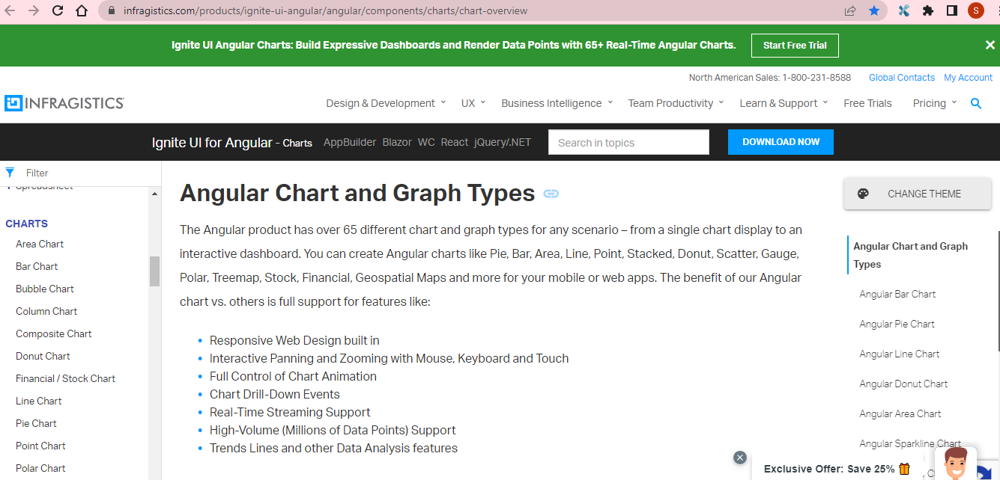 infragistics.com/products/ignite-ui-angular/angular/components/charts/chart-overview
S
Ignite UI Angular Charts: Build Expressive Dashboards and Render Data Points with 65+ Real-Time Angular Charts.
Start Free Trial
North American Sales: 1-800-231-8588
Global Contacts
My Account
INFRAGISTICS
Design & Development
UX
Business Intelligence
Team Productivity
Learn & Support
Free Trials
Pricing
Ignite UI for Angular - Charts
AppBuilder
Blazor
WC
React
jQuery/.NET
Search in topics
DOWNLOAD NOW
Filter
Spreadsheet
CHARTS
Area Chart
Bar Chart
Bubble Chart
Column Chart
Composite Chart
Donut Chart
Financial / Stock Chart
Line Chart
Pie Chart
Point Chart
Polar Chart
Angular Chart and Graph Types
The Angular product has over 65 different chart and graph types for any scenario – from a single chart display to an
interactive dashboard. You can create Angular charts like Pie, Bar, Area, Line, Point, Stacked, Donut, Scatter, Gauge,
Polar, Treemap, Stock, Financial, Geospatial Maps and more for your mobile or web apps. The benefit of our Angular
chart vs. others is full support for features like:
Responsive Web Design built in
Interactive Panning and Zooming with Mouse, Keyboard and Touch
Full Control of Chart Animation
Chart Drill-Down Events
Real-Time Streaming Support
High-Volume (Millions of Data Points) Support
Trends Lines and other Data Analysis features
CHANGE THEME
Angular Chart and Graph
Types
Angular Bar Chart
Angular Pie Chart
Angular Line Chart
Angular Donut Chart
Angular Area Chart
Angular Sparkline Chart
Exclusive Offer: Save 25%